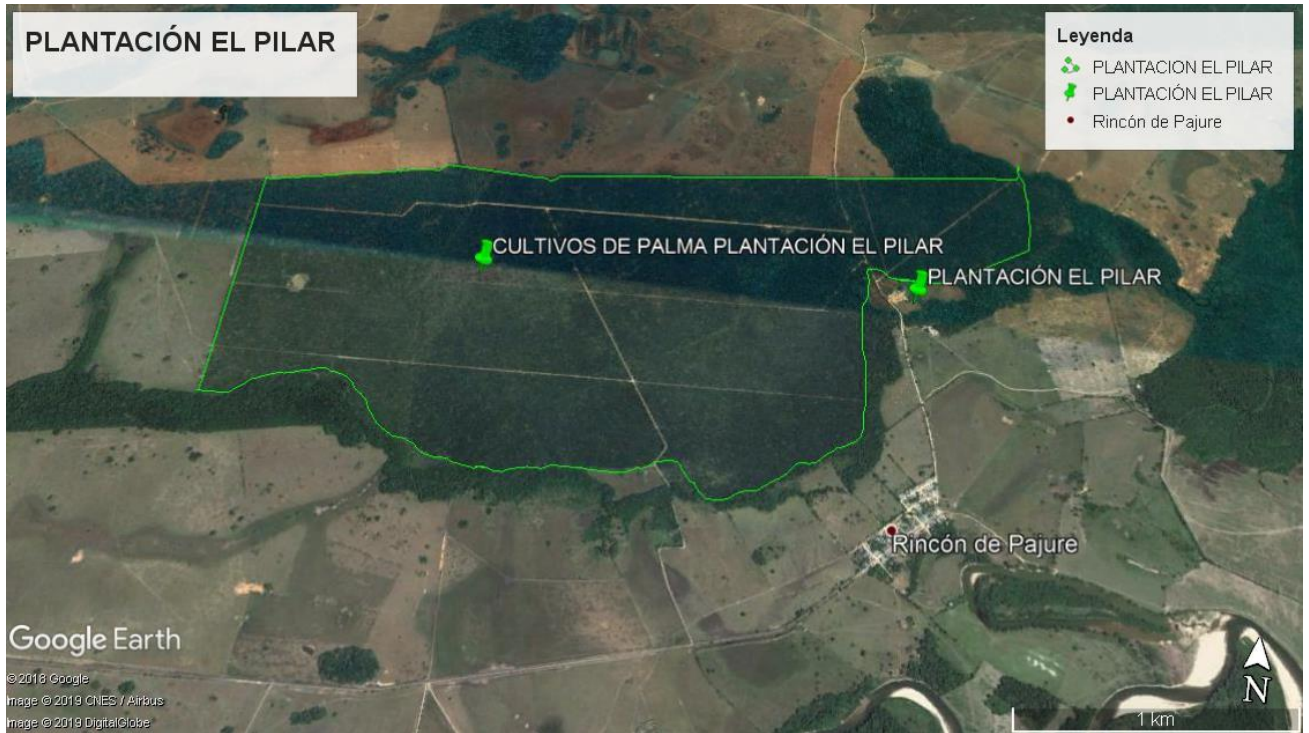 PLANTACIÓN EL PILAR
Leyenda
PLANTACION EL PILAR
PLANTACIÓN EL PILAR
Rincón de Pajure
CULTIVOS DE PALMA PLANTACIÓN EL PILAR
PLANTACIÓN EL PILAR
Rincón de Pajure
Google Earth
© 2018 Google
Image © 2019 CNES / Airbus
Image © 2019 DigitalGlobe
N
1 km